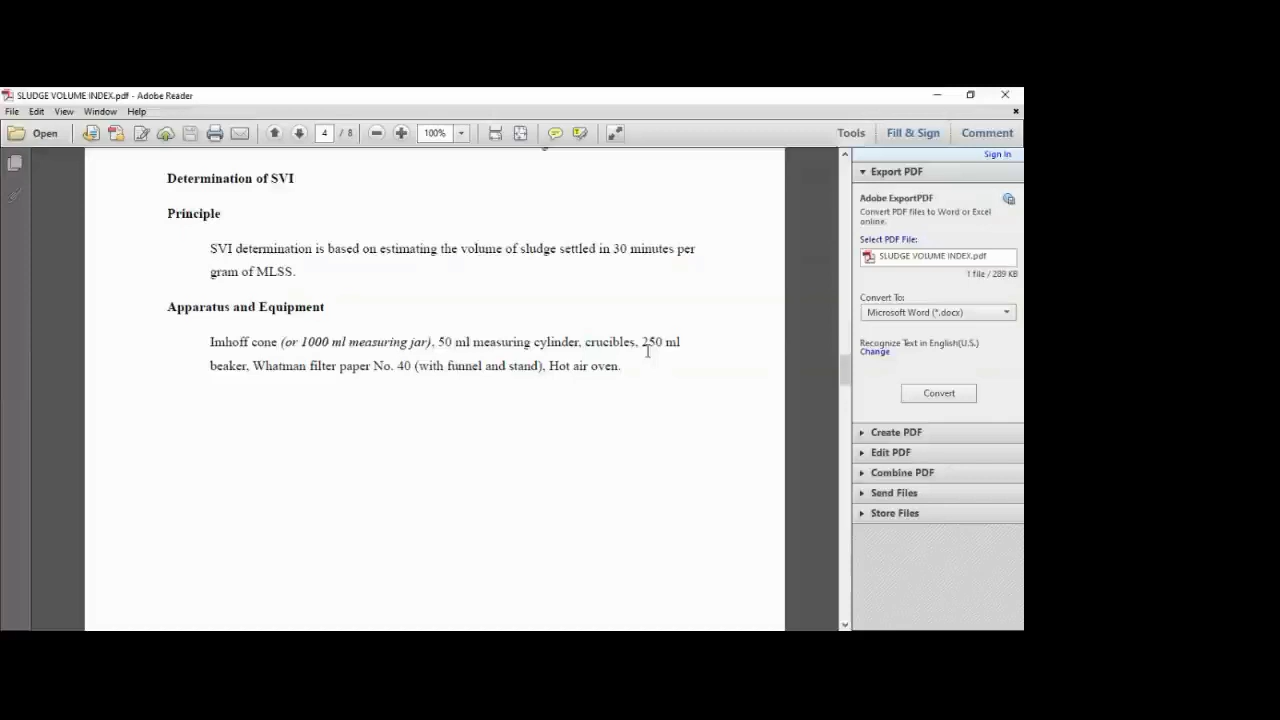 SLUDGE VOLUME INDEX.pdf - Adobe Reader
File Edit View Window Help
Open 4 / 8 100% Tools Fill & Sign Comment
Sign In
Export PDF
Adobe ExportPDF
Convert PDF files to Word or Excel
online.
Select PDF File:
SLUDGE VOLUME INDEX.pdf
1 file / 289 KB
Convert To:
Microsoft Word (*.docx)
Recognize Text in English(U.S.)
Change
Convert
Create PDF
Edit PDF
Combine PDF
Send Files
Store Files
Determination of SVI
Principle
SVI determination is based on estimating the volume of sludge settled in 30 minutes per
gram of MLSS.
Apparatus and Equipment
Imhoff cone (or 1000 ml measuring jar), 50 ml measuring cylinder, crucibles, 250 ml
beaker, Whatman filter paper No. 40 (with funnel and stand), Hot air oven.